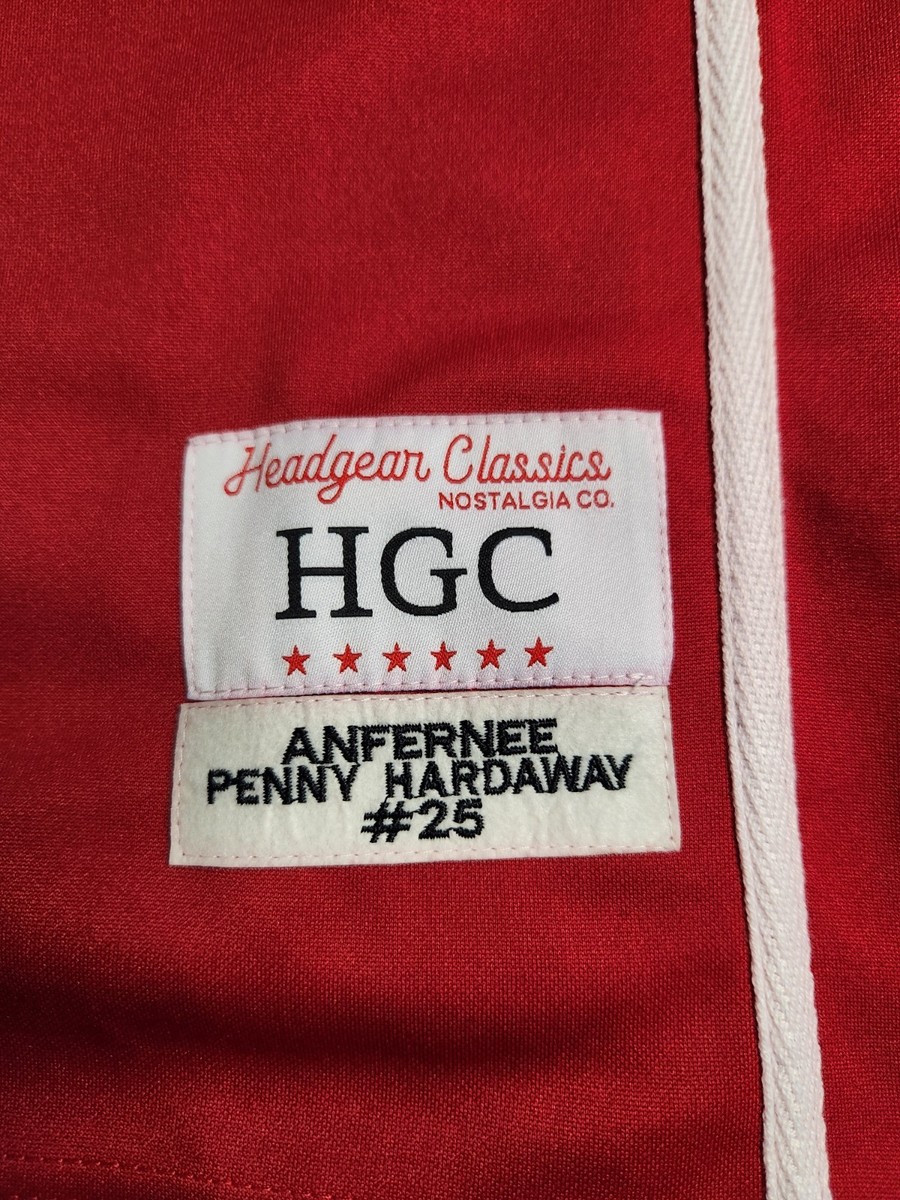 Headgear Classics
NOSTALGIA CO.
HGC
ANFERNEE
PENNY HARDAWAY
#25